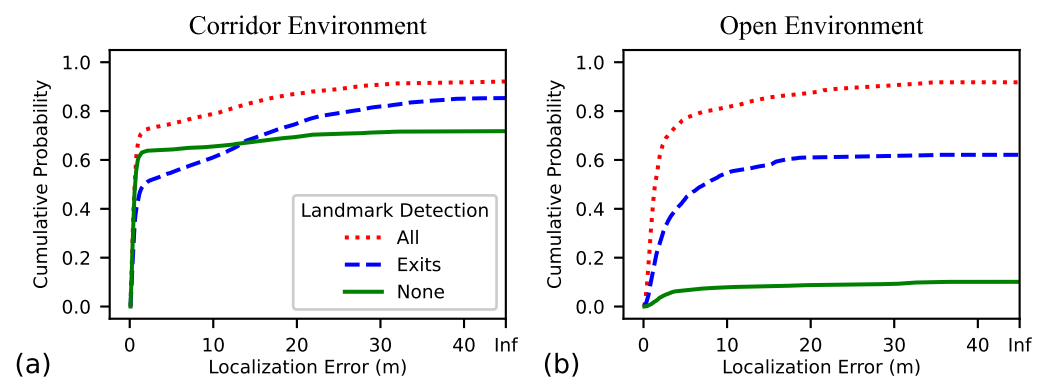 Corridor Environment
1.0
0.8
0.6
0.4
0.2
0.0
Cumulative Probability
Landmark Detection
All
Exits
None
0 10 20 30 40 Inf
Localization Error (m)
(a)
Open Environment
1.0
0.8
0.6
0.4
0.2
0.0
Cumulative Probability
0 10 20 30 40 Inf
Localization Error (m)
(b)